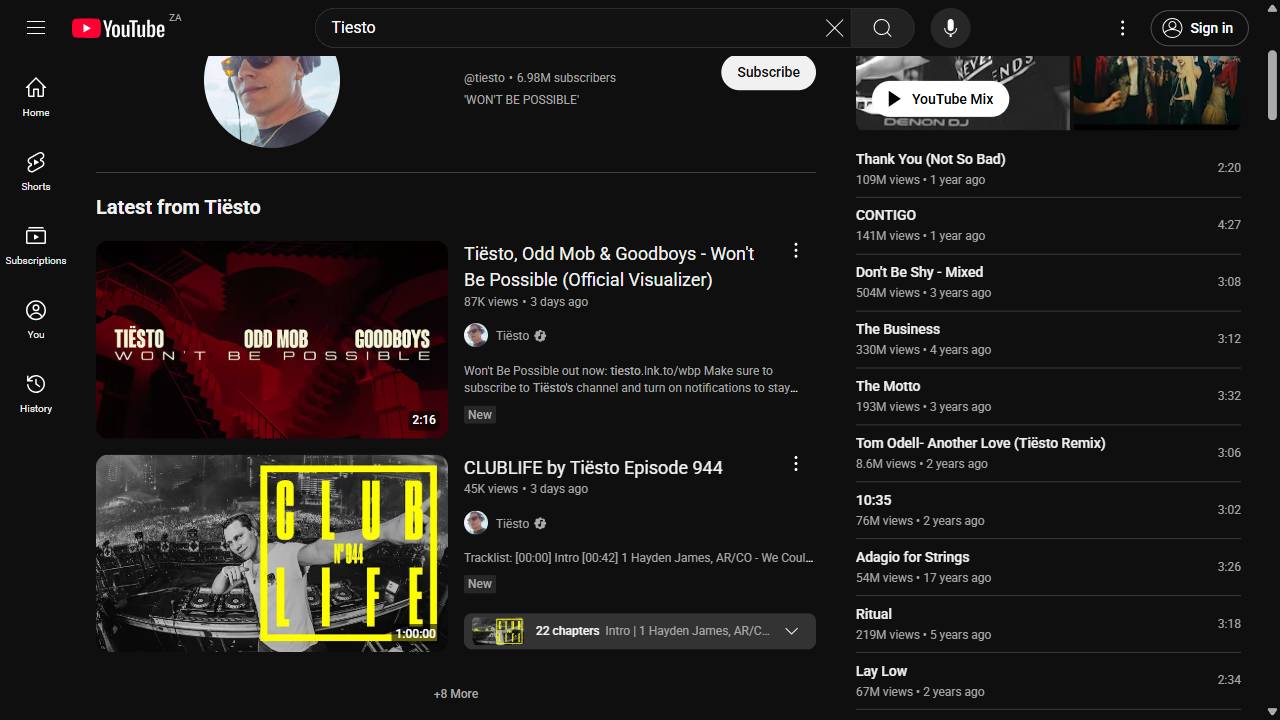 YouTube ZA
Tiesto
Sign in
Home
Shorts
Subscriptions
You
History
@tiesto • 6.98M subscribers
'WON'T BE POSSIBLE'
Subscribe
Latest from Tiësto
TIËSTO ODD MOB GOODBOYS
WON'T BE POSSIBLE
2:16
Tiësto, Odd Mob & Goodboys - Won't
Be Possible (Official Visualizer)
87K views • 3 days ago
Tiësto
Won't Be Possible out now: tiesto.lnk.to/wbp Make sure to
subscribe to Tiësto's channel and turn on notifications to stay...
New
CLUB
Nº944
LIFE
1:00:00
CLUBLIFE by Tiësto Episode 944
45K views • 3 days ago
Tiësto
Tracklist: [00:00] Intro [00:42] 1 Hayden James, AR/CO - We Coul...
New
CLUB
LIFE
22 chapters Intro | 1 Hayden James, AR/C...
+8 More
ENDS
DENON DJ
YouTube Mix
Thank You (Not So Bad)
109M views • 1 year ago
2:20
CONTIGO
141M views • 1 year ago
4:27
Don't Be Shy - Mixed
504M views • 3 years ago
3:08
The Business
330M views • 4 years ago
3:12
The Motto
193M views • 3 years ago
3:32
Tom Odell- Another Love (Tiësto Remix)
8.6M views • 2 years ago
3:06
10:35
76M views • 2 years ago
3:02
Adagio for Strings
54M views • 17 years ago
3:26
Ritual
219M views • 5 years ago
3:18
Lay Low
67M views • 2 years ago
2:34